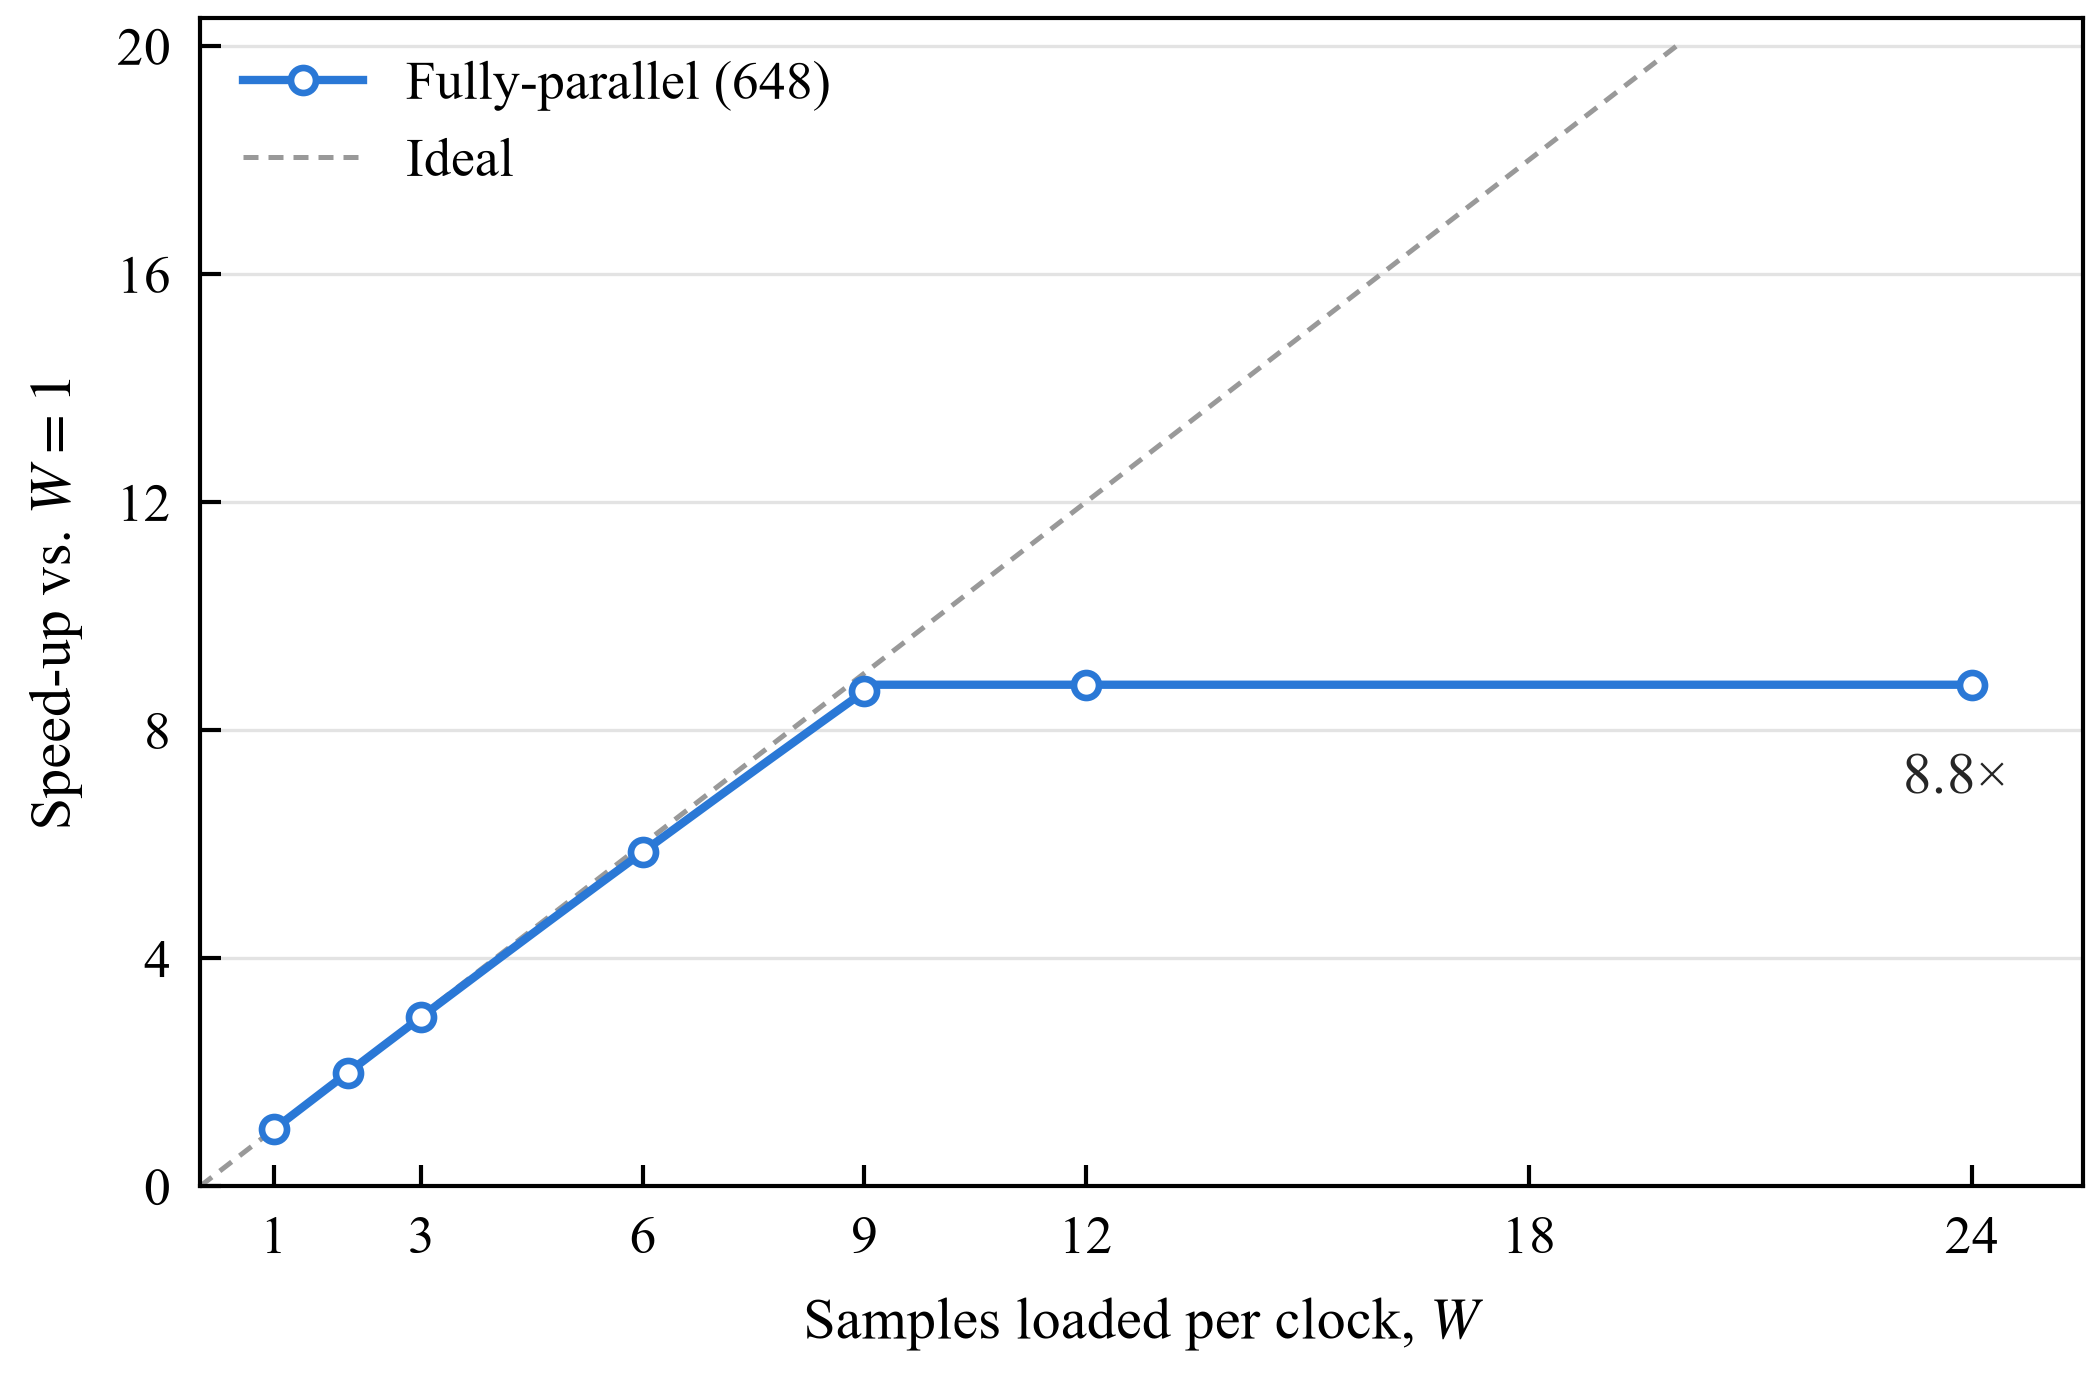 20
16
12
8
4
0
Speed-up vs. W = 1
Fully-parallel (648)
Ideal
8.8×
1 3 6 9 12 18 24
Samples loaded per clock, W